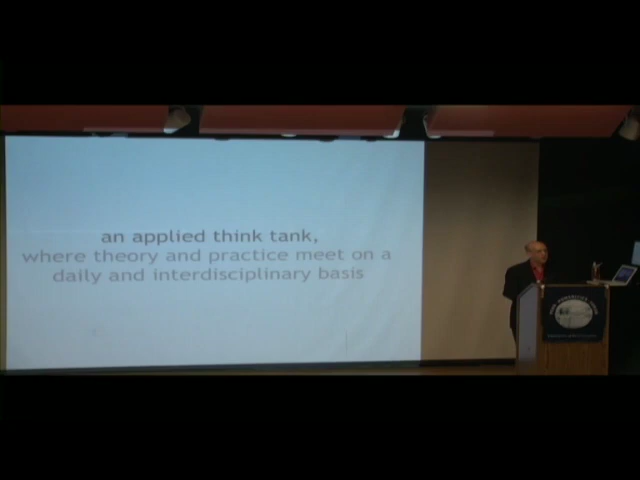 an applied think tank,
where theory and practice meet on a
daily and interdisciplinary basis